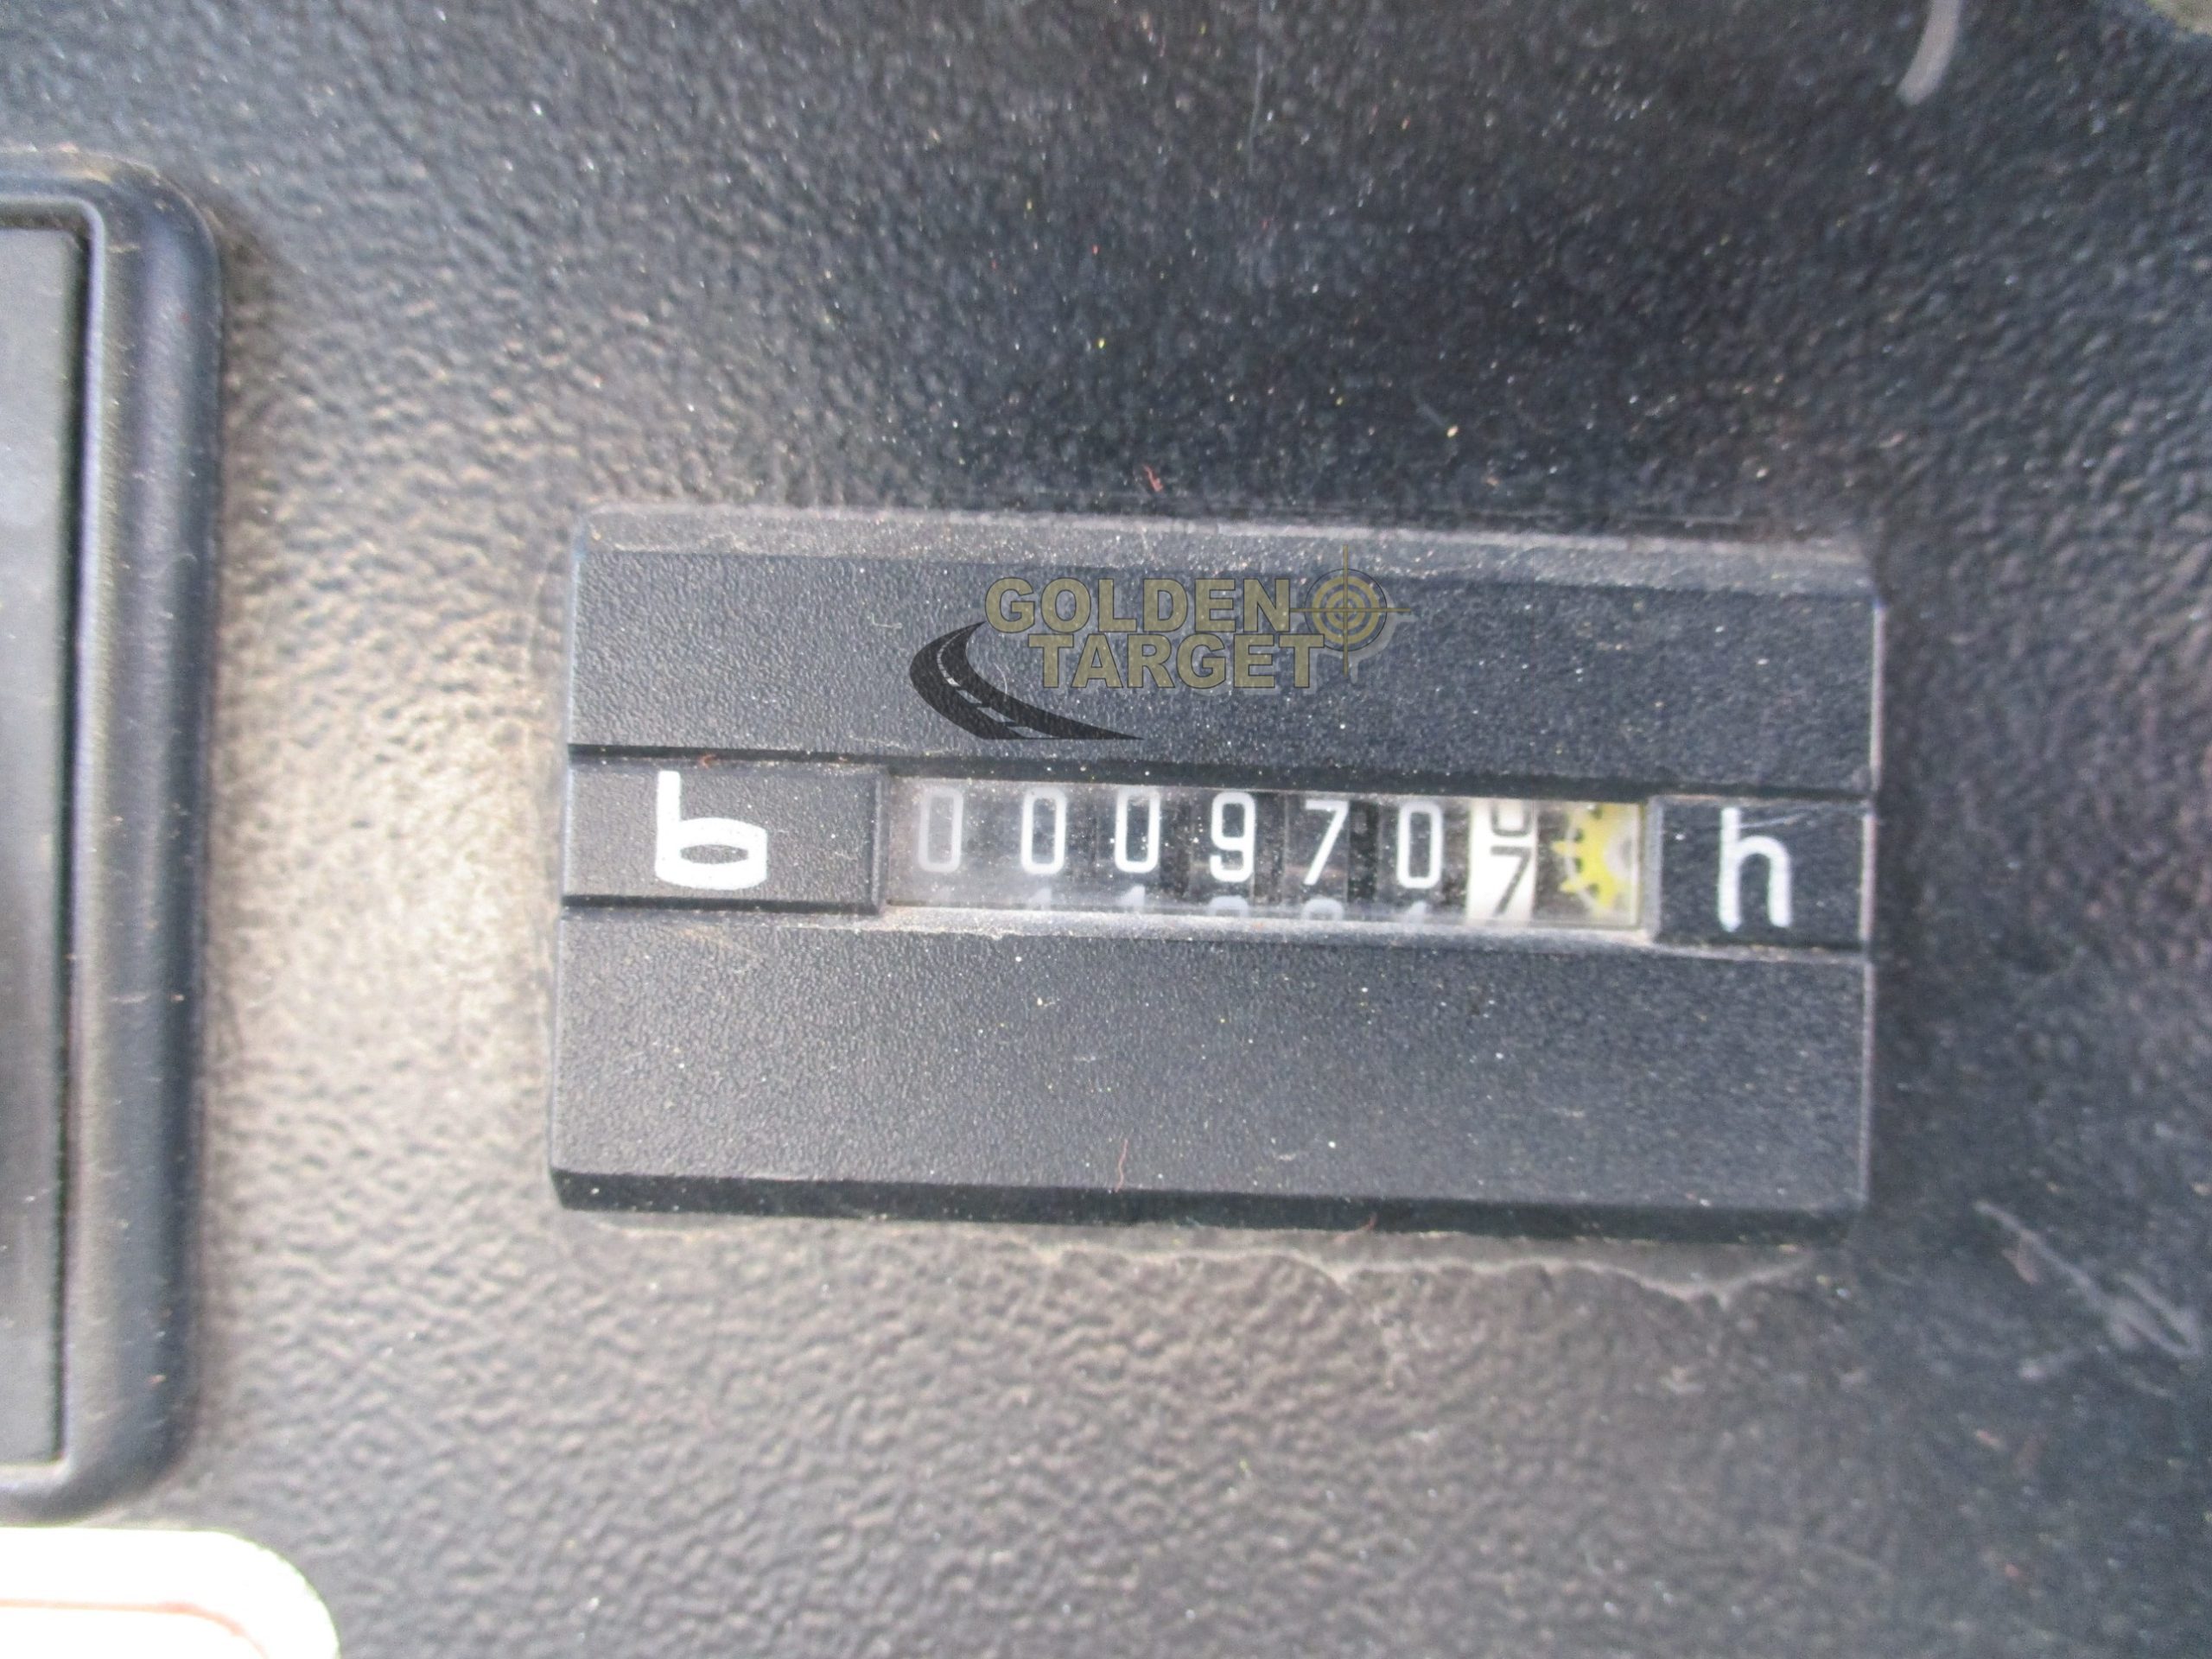 GOLDEN
TARGET
b 0009707 h